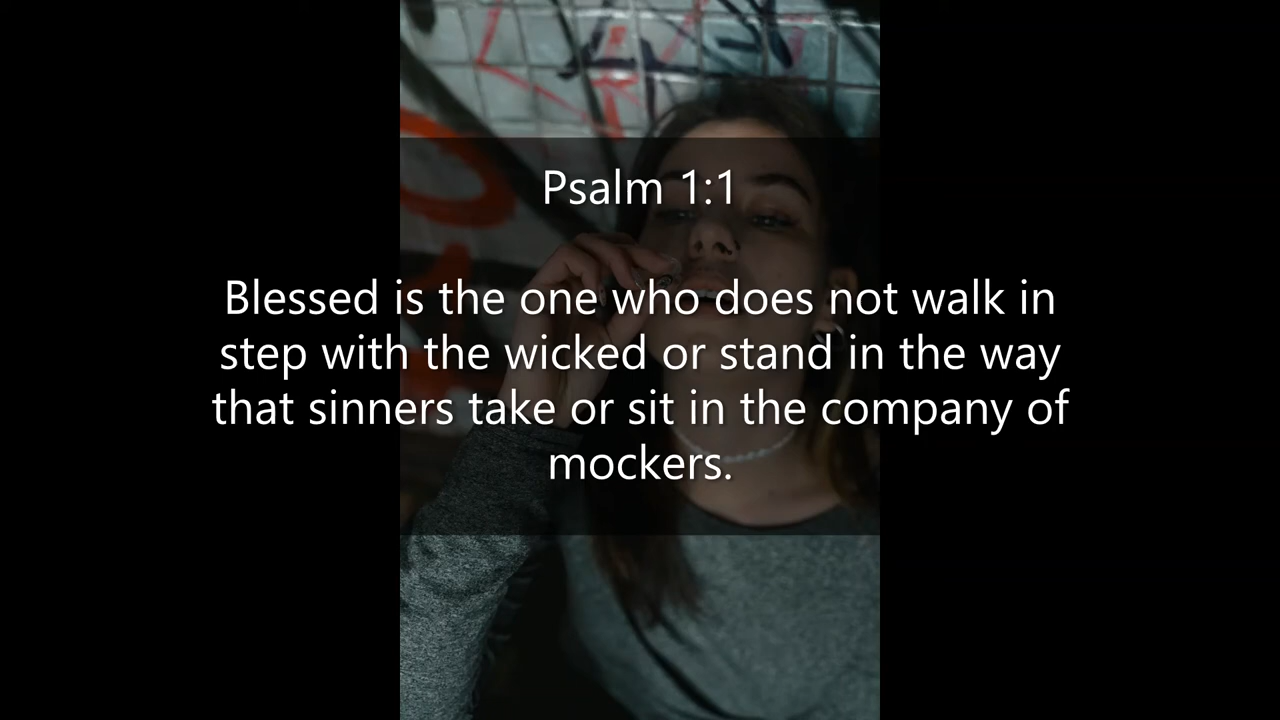 Psalm 1:1
Blessed is the one who does not walk in
step with the wicked or stand in the way
that sinners take or sit in the company of
mockers.